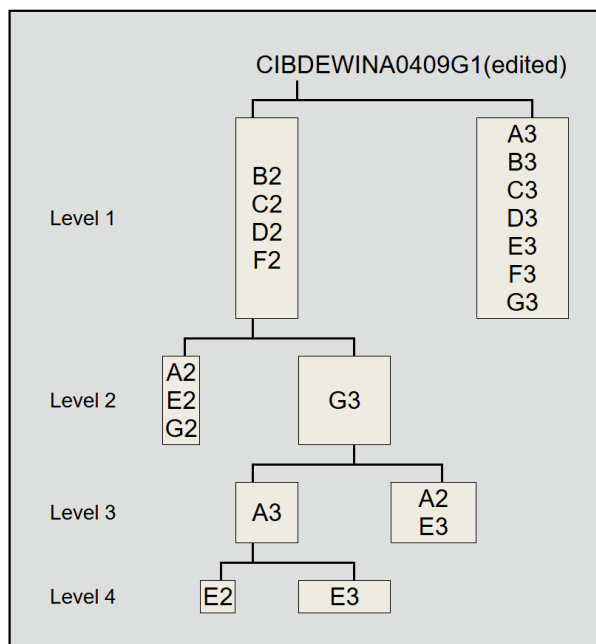 CIBDEWINA0409G1(edited)
Level 1
B2
C2
D2
F2
A3
B3
C3
D3
E3
F3
G3
Level 2
A2
E2
G2
G3
Level 3
A3
A2
E3
Level 4
E2
E3